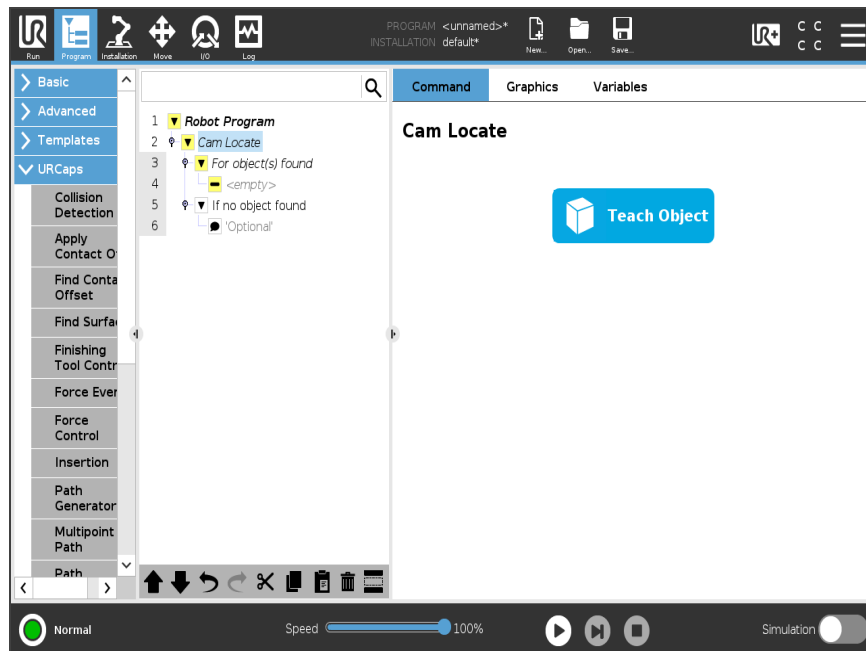 UR
Run
Program
Installation
Move
I/O
Log
PROGRAM <unnamed>*
INSTALLATION default*
New...
Open...
Save...
UR+
C C
C C
Basic
Advanced
Templates
URCaps
Collision
Detection
Apply
Contact O
Find Conta
Offset
Find Surfa
Finishing
Tool Contr
Force Ever
Force
Control
Insertion
Path
Generator
Multipoint
Path
Path
1 Robot Program
2 Cam Locate
3 For object(s) found
4 <empty>
5 If no object found
6 'Optional'
Command Graphics Variables
Cam Locate
Teach Object
Normal
Speed 100%
Simulation